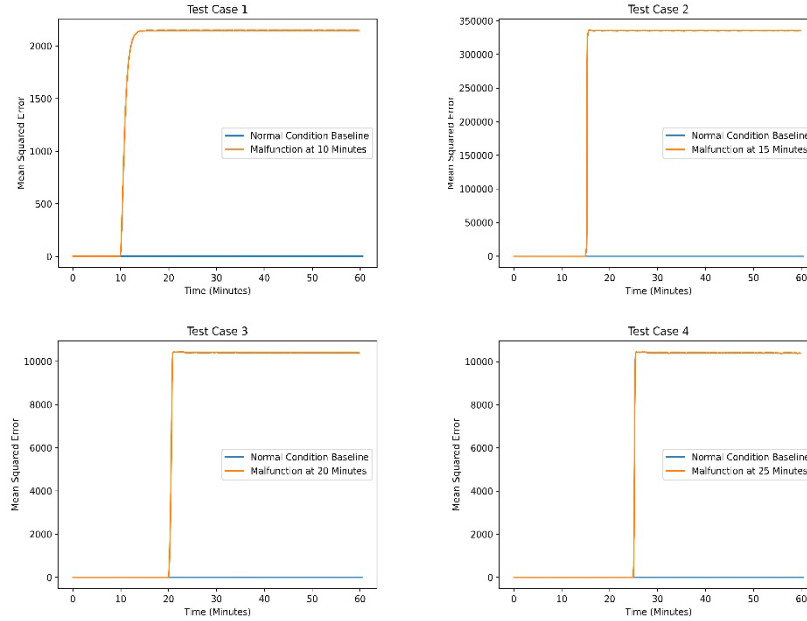 Test Case 1
2000
1500
1000
500
0
Mean Squared Error
Normal Condition Baseline
Malfunction at 10 Minutes
0 10 20 30 40 50 60
Time (Minutes)
Test Case 2
350000
300000
250000
200000
150000
100000
50000
0
Mean Squared Error
Normal Condition Baseline
Malfunction at 15 Minutes
0 10 20 30 40 50 60
Time (Minutes)
Test Case 3
10000
8000
6000
4000
2000
0
Mean Squared Error
Normal Condition Baseline
Malfunction at 20 Minutes
0 10 20 30 40 50 60
Time (Minutes)
Test Case 4
10000
8000
6000
4000
2000
0
Mean Squared Error
Normal Condition Baseline
Malfunction at 25 Minutes
0 10 20 30 40 50 60
Time (Minutes)